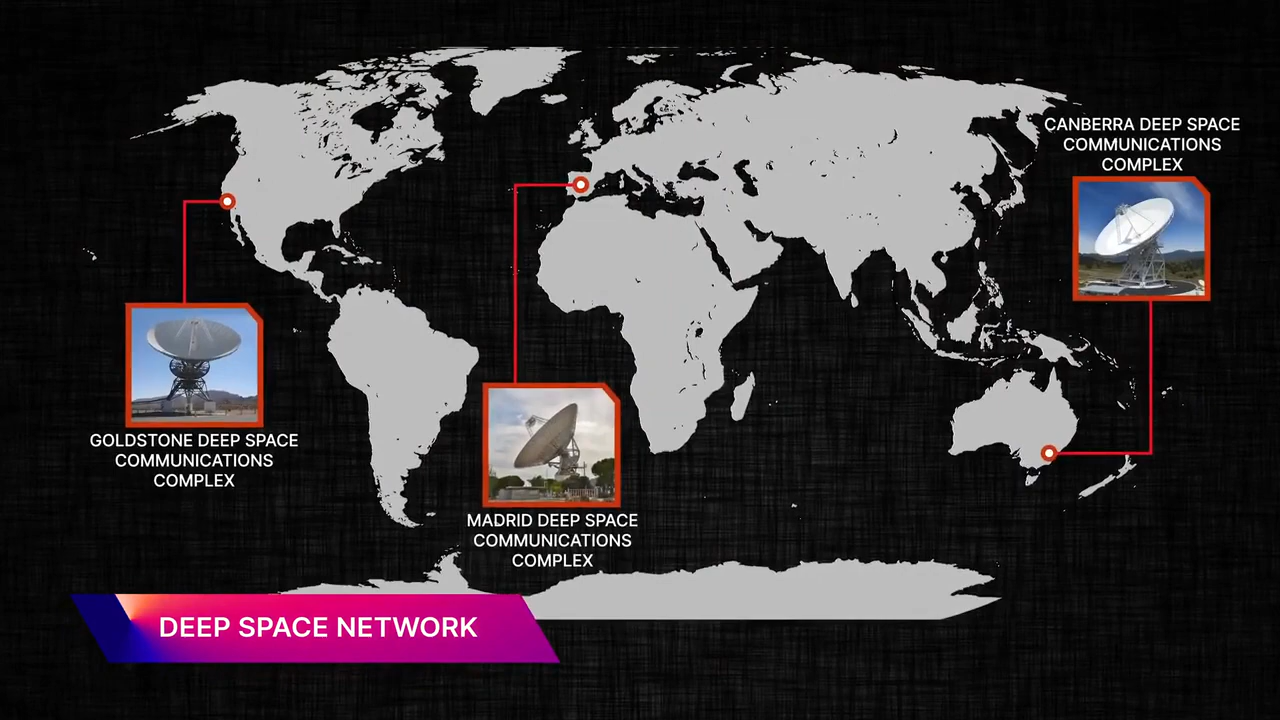 CANBERRA DEEP SPACE
COMMUNICATIONS
COMPLEX
GOLDSTONE DEEP SPACE
COMMUNICATIONS
COMPLEX
MADRID DEEP SPACE
COMMUNICATIONS
COMPLEX
DEEP SPACE NETWORK